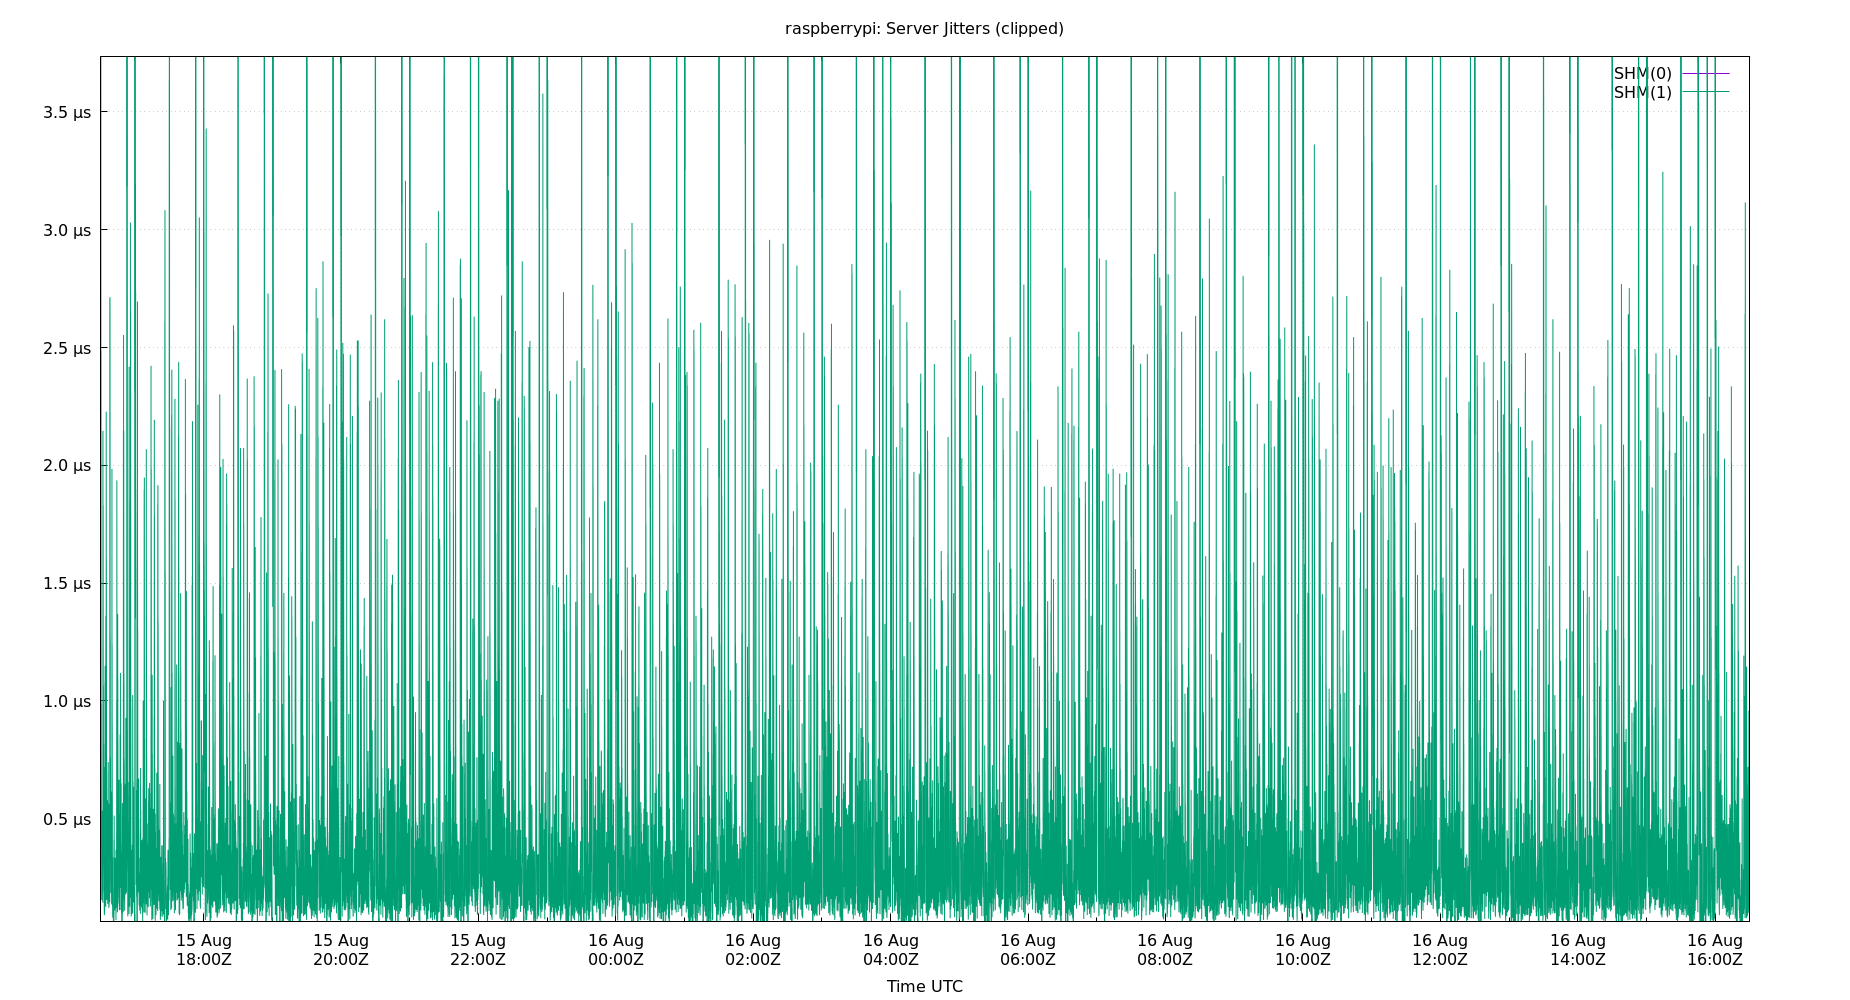 raspberrypi: Server Jitters (clipped)
SHM(0)
SHM(1)
3.5 µs
3.0 µs
2.5 µs
2.0 µs
1.5 µs
1.0 µs
0.5 µs
15 Aug 15 Aug 15 Aug 16 Aug 16 Aug 16 Aug 16 Aug 16 Aug 16 Aug 16 Aug 16 Aug 16 Aug
18:00Z 20:00Z 22:00Z 00:00Z 02:00Z 04:00Z 06:00Z 08:00Z 10:00Z 12:00Z 14:00Z 16:00Z
Time UTC